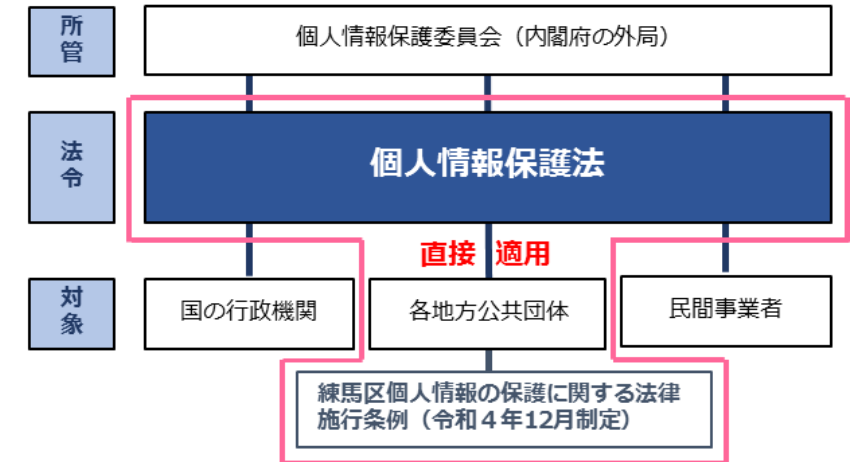 所管
個人情報保護委員会（内閣府の外局）
法令
個人情報保護法
直接 適用
対象
国の行政機関
各地方公共団体
民間事業者
練馬区個人情報の保護に関する法律
施行条例（令和４年12月制定）